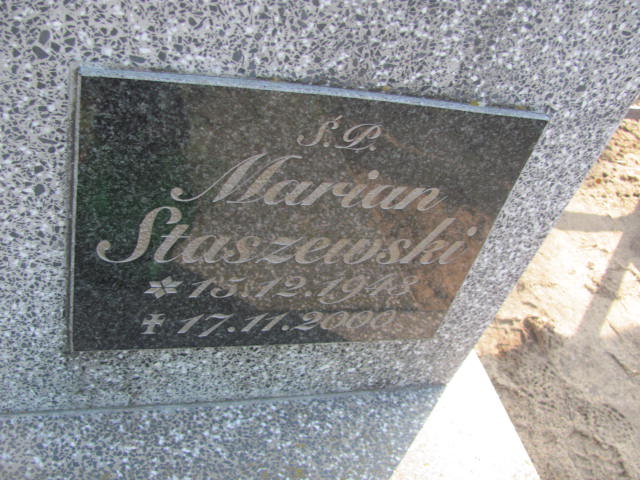 Ś.P.
Marian
Staszewski
* 15.12.1948
✝ 17.11.2000